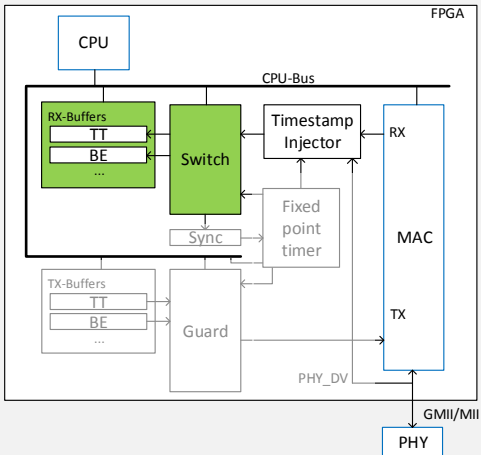 FPGA
CPU
CPU-Bus
RX-Buffers
TT
BE
...
Switch
Timestamp
Injector
RX
MAC
TX
Fixed
point
timer
Sync
TX-Buffers
TT
BE
...
Guard
PHY_DV
GMII/MII
PHY